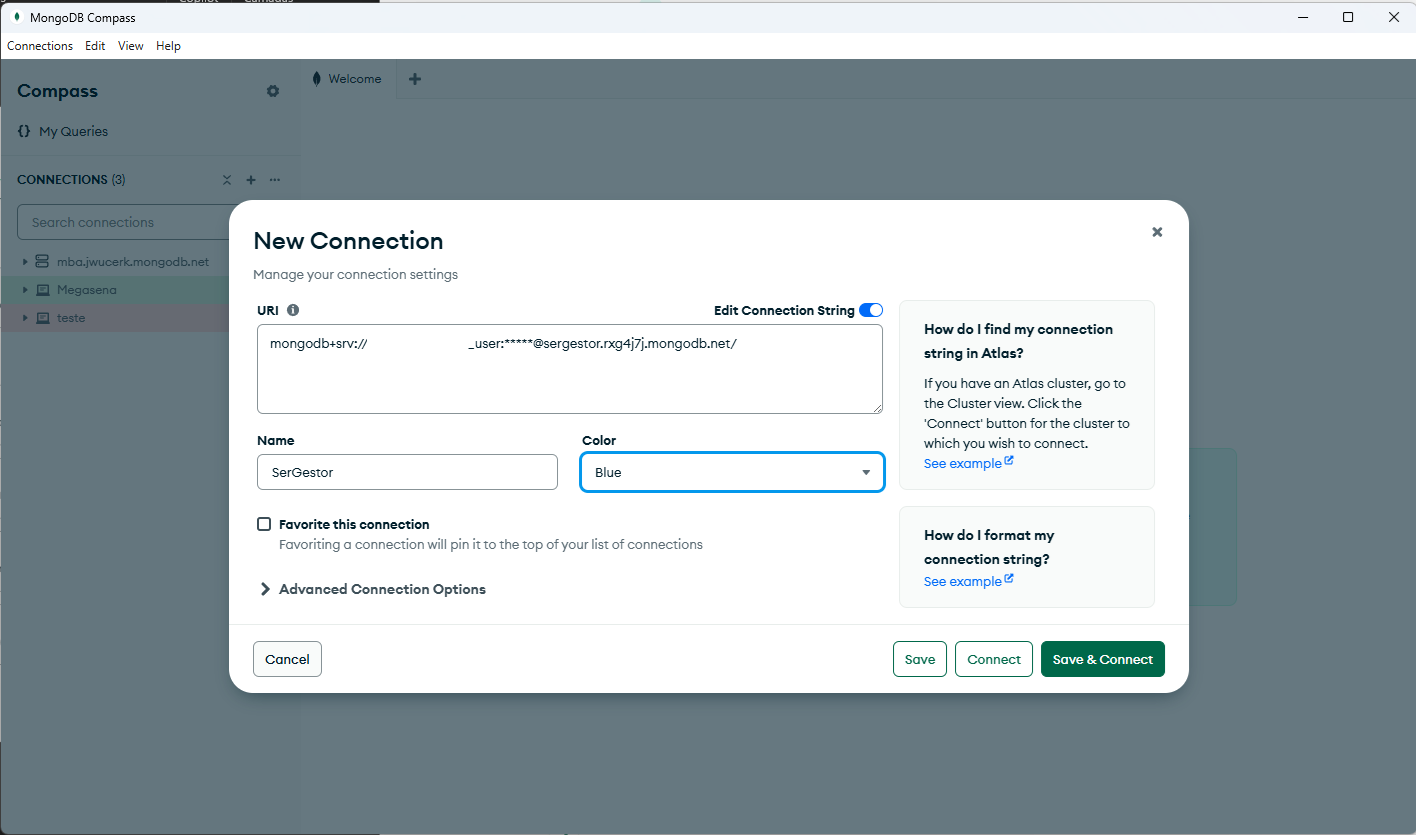 MongoDB Compass
Connections Edit View Help
Compass
My Queries
CONNECTIONS (3)
Search connections
mba.jwucerk.mongodb.net
Megasena
teste
Welcome
New Connection
Manage your connection settings
URI
Edit Connection String
mongodb+srv:// _user:*****@sergestor.rxg4j7j.mongodb.net/
Name
SerGestor
Color
Blue
Favorite this connection
Favoriting a connection will pin it to the top of your list of connections
Advanced Connection Options
How do I find my connection
string in Atlas?
If you have an Atlas cluster, go to
the Cluster view. Click the
'Connect' button for the cluster to
which you wish to connect.
See example
How do I format my
connection string?
See example
Cancel
Save
Connect
Save & Connect